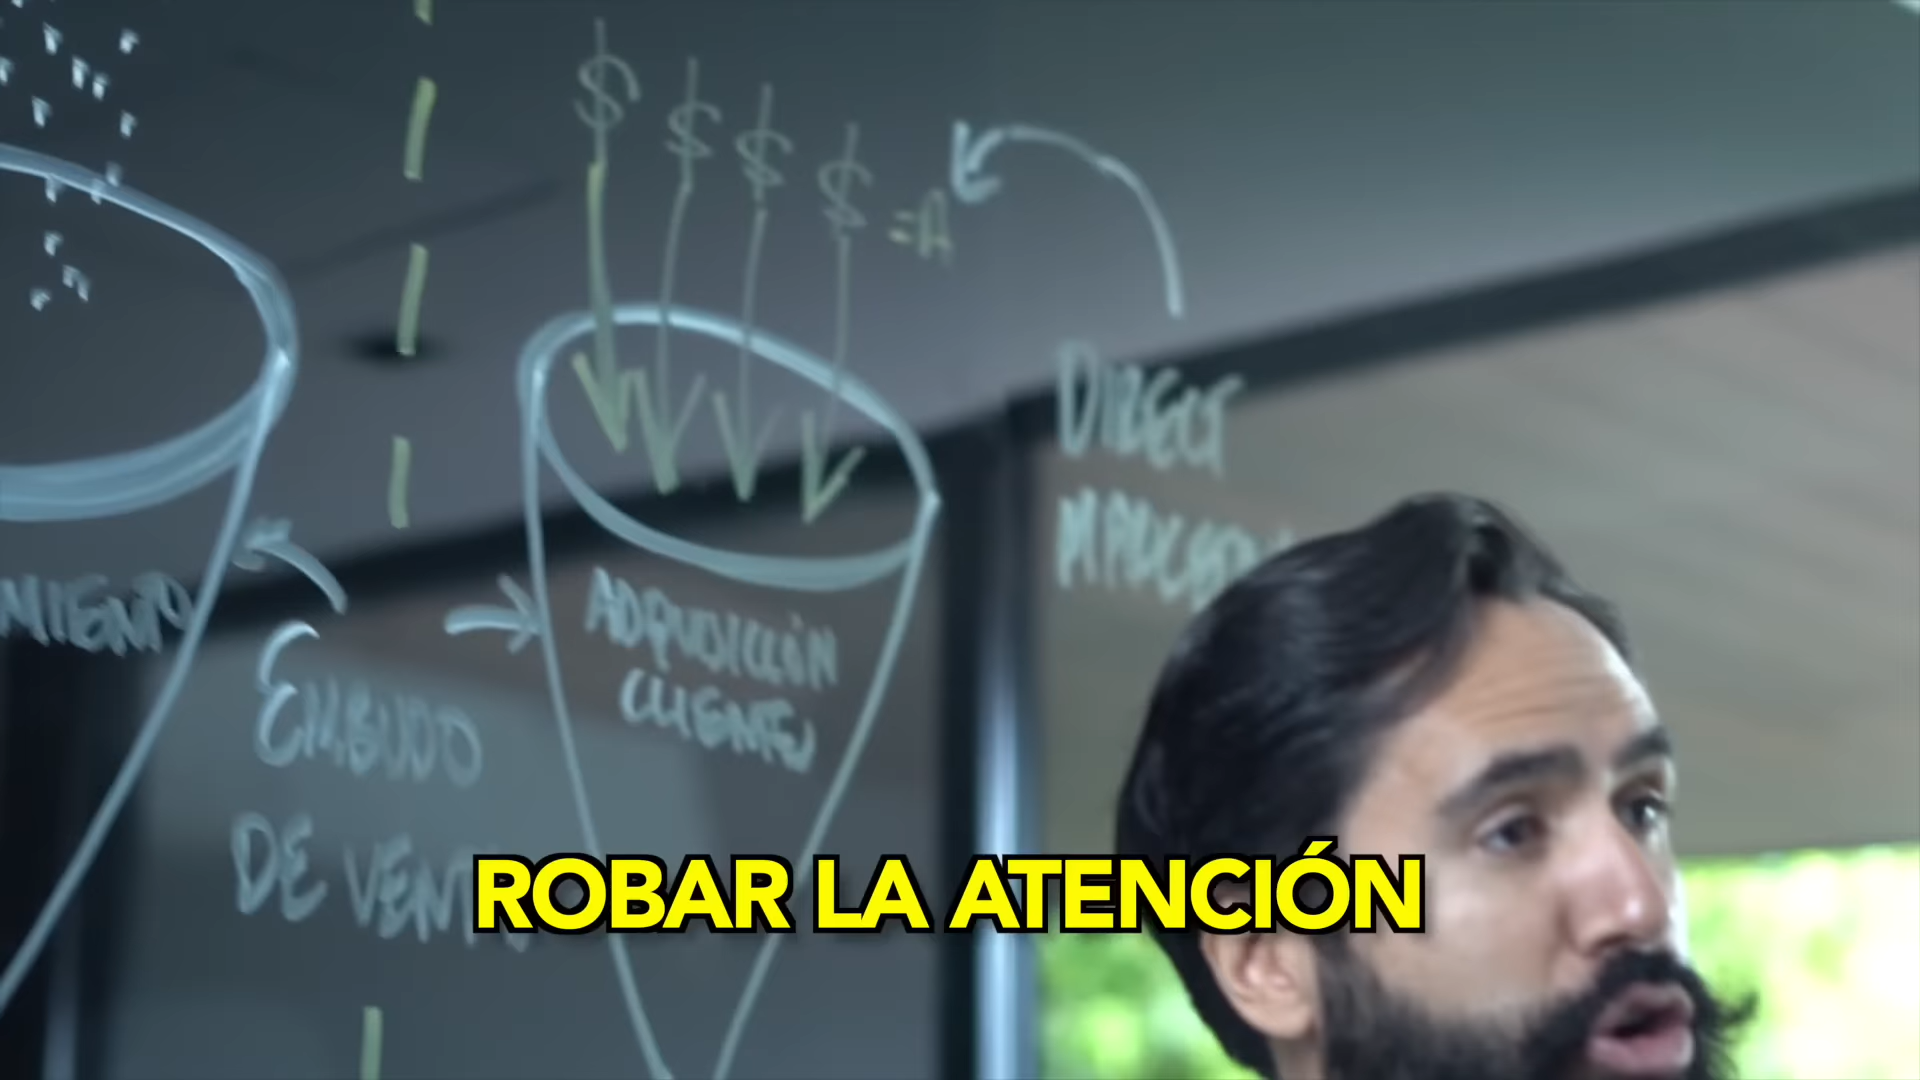 $ $ $ $ =A
DIRECT
ADQUISICIÓN
CLIENTE
EMBUDO
DE VENTA
ROBAR LA ATENCIÓN